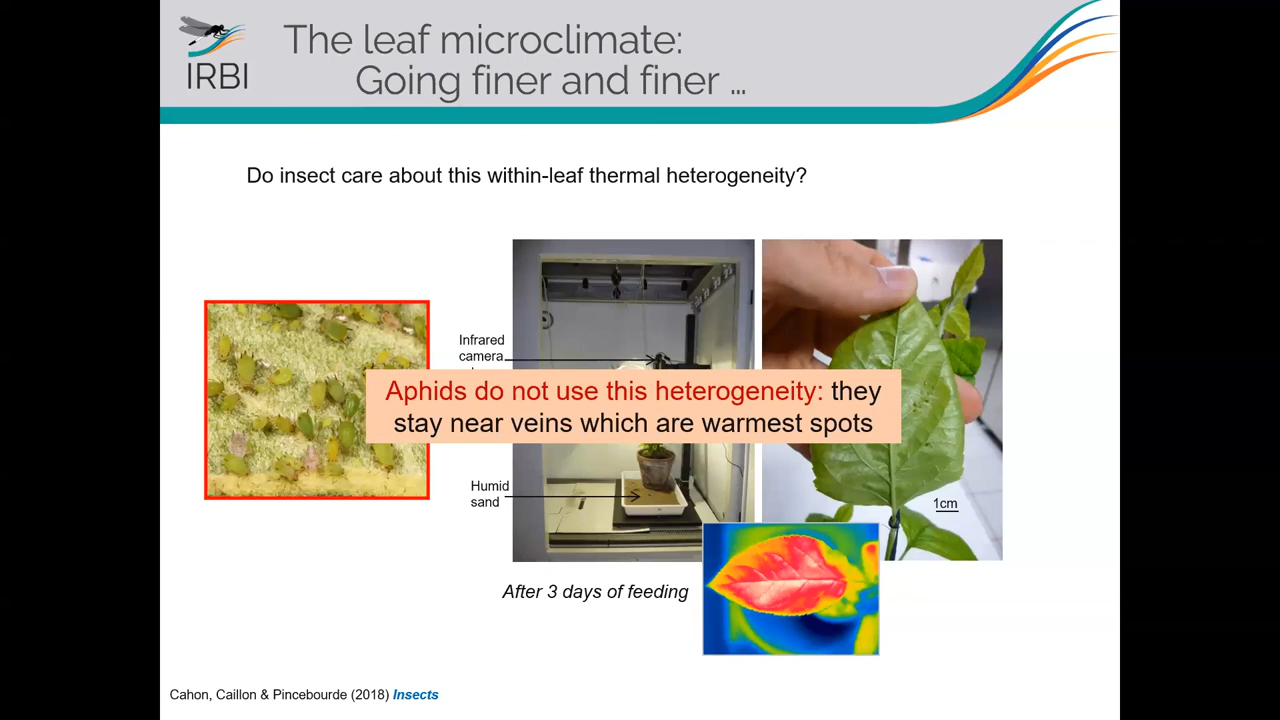 IRBI
The leaf microclimate:
Going finer and finer ...
Do insect care about this within-leaf thermal heterogeneity?
Infrared
camera
Aphids do not use this heterogeneity: they
stay near veins which are warmest spots
Humid
sand
1cm
After 3 days of feeding
Cahon, Caillon & Pincebourde (2018) Insects